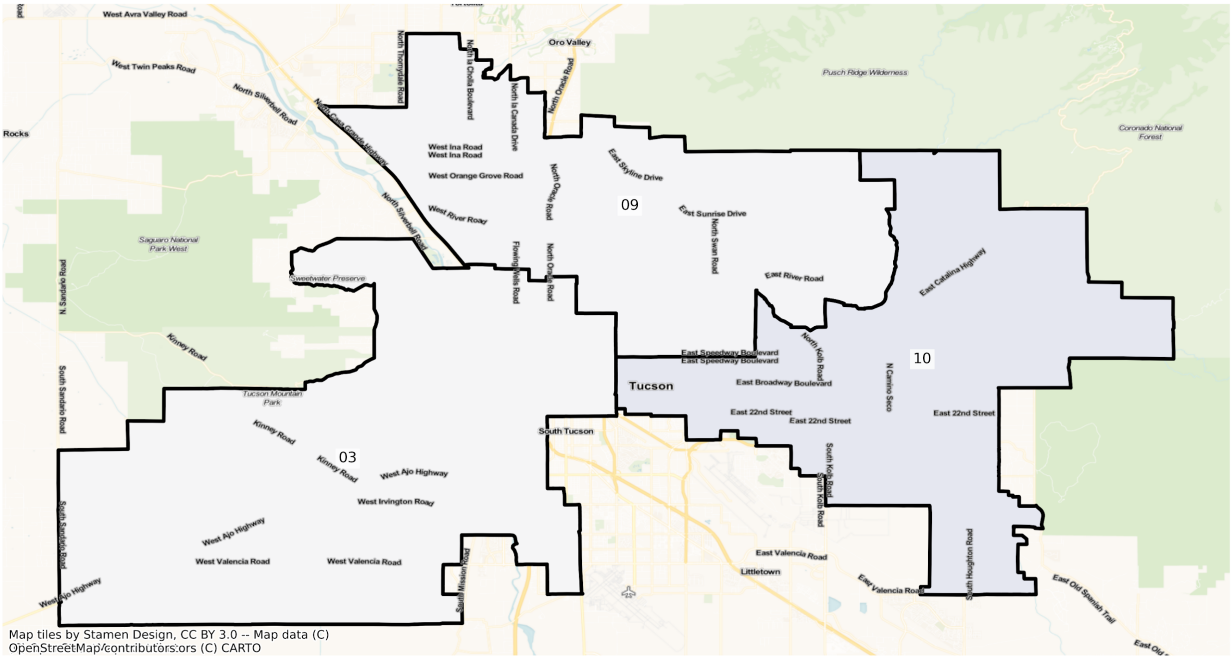 Road
West Avra Valley Road
Oro Valley
West Twin Peaks Road
North Thornydale Road
North la Cholla Boulevard
North Oracle Road
Pusch Ridge Wilderness
North Silverbell Road
North Casa Grande Highway
North la Canada Drive
Rocks
Coronado National
Forest
West Ina Road
West Ina Road
East Skyline Drive
West Orange Grove Road
North Oracle Road
09
North Silverbell Road
West River Road
East Sunrise Drive
North Swan Road
Saguaro National
Park West
Sweetwater Preserve
Flowing Wells Road
North Oracle Road
East River Road
East Catalina Highway
N. Sandario Road
Kinney Road
North Kolb Road
East Speedway Boulevard
East Speedway Boulevard
10
Tucson
East Broadway Boulevard
N Camino Seco
South Sandario Road
Tucson Mountain
Park
East 22nd Street
East 22nd Street
East 22nd Street
Kinney Road
South Tucson
03
Kinney Road
West Ajo Highway
South Kolb Road
South Kolb Road
West Irvington Road
South Sandario Road
West Ajo Highway
West Valencia Road
West Valencia Road
South Mission Road
East Valencia Road
Littletown
South Houghton Road
West Ajo Highway
East Valencia Road
East Old Spanish Trail
East Old
Map tiles by Stamen Design, CC BY 3.0 -- Map data (C)
OpenStreetMap contributors (C) CARTO